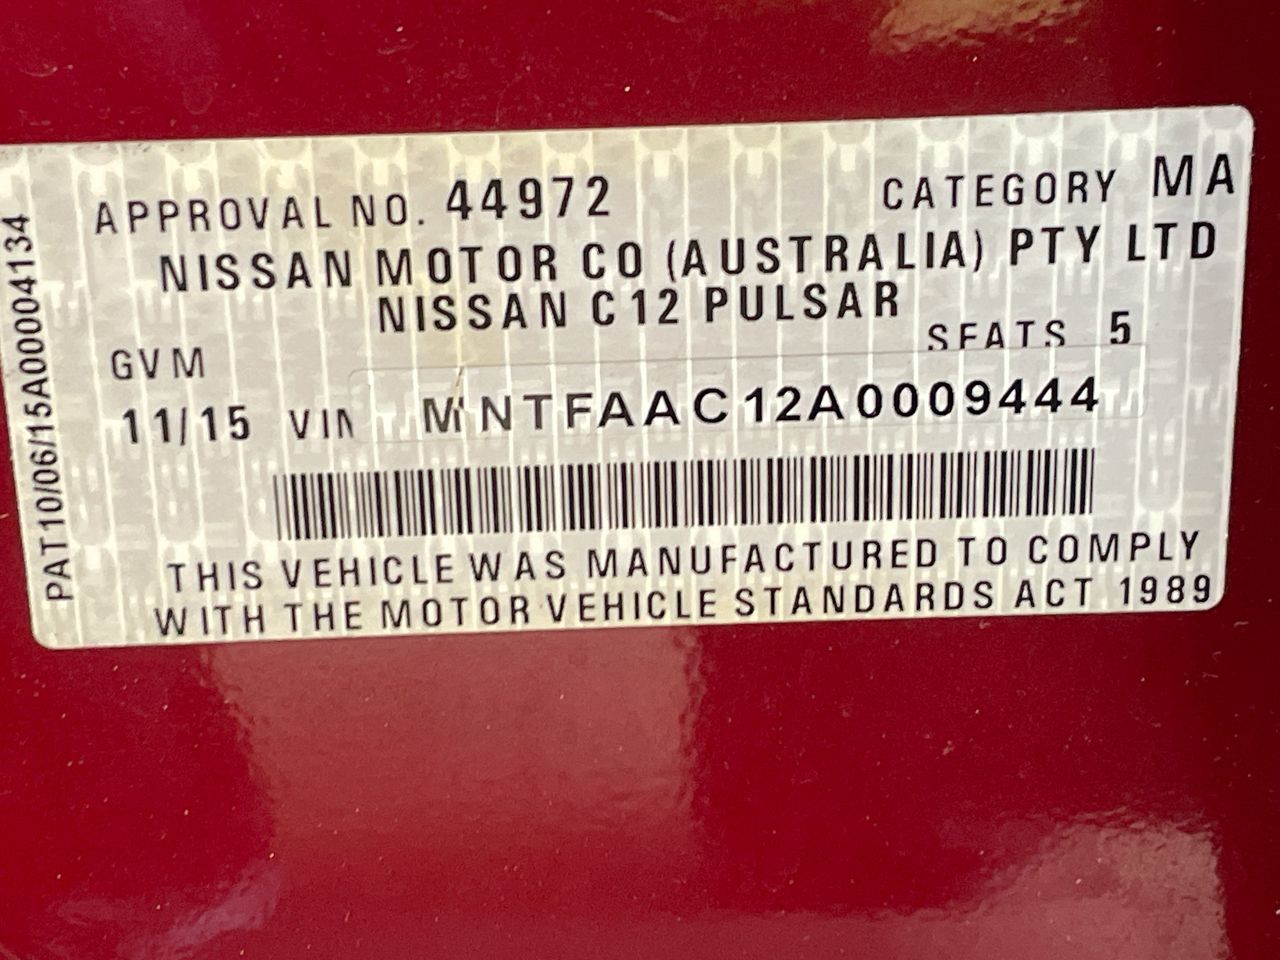 APPROVAL NO. 44972 CATEGORY MA
NISSAN MOTOR CO (AUSTRALIA) PTY LTD
NISSAN C12 PULSAR
GVM SEATS 5
11/15 VIN MNTFAAC12A0009444
THIS VEHICLE WAS MANUFACTURED TO COMPLY
WITH THE MOTOR VEHICLE STANDARDS ACT 1989
PAT10/06/15A00004134